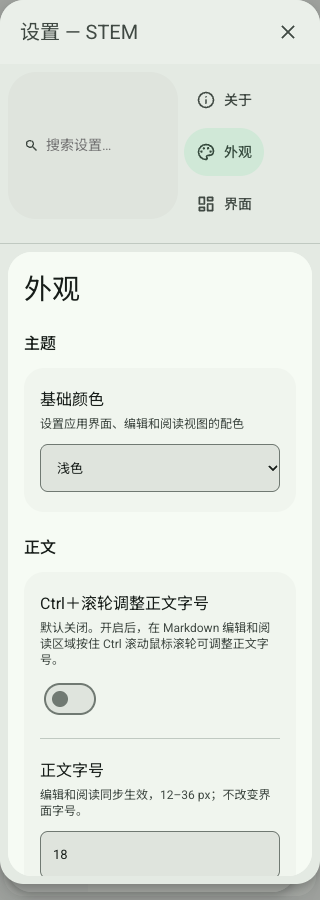 设置 — STEM
搜索设置...
关于
外观
界面
外观
主题
基础颜色
设置应用界面、编辑和阅读视图的配色
浅色
正文
Ctrl＋滚轮调整正文字号
默认关闭。开启后，在 Markdown 编辑和阅
读区域按住 Ctrl 滚动鼠标滚轮可调整正文字
号。
正文字号
编辑和阅读同步生效，12–36 px；不改变界
面字号。
18